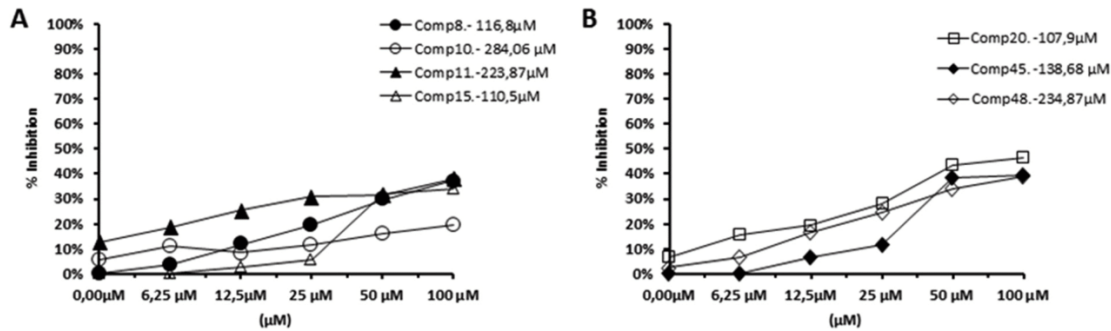 A
100%
90%
80%
70%
60%
50%
40%
30%
20%
10%
0%
% Inhibition
Comp8.- 116,8µM
Comp10.- 284,06 µM
Comp11.-223,87µM
Comp15.-110,5µM
0,00µM 6,25 µM 12,5µM 25 µM 50 µM 100 µM
(µM)
B
100%
90%
80%
70%
60%
50%
40%
30%
20%
10%
0%
% Inhibition
Comp20.-107,9µM
Comp45.-138,68 µM
Comp48.-234,87µM
0,00µM 6,25 µM 12,5µM 25 µM 50 µM 100 µM
(µM)